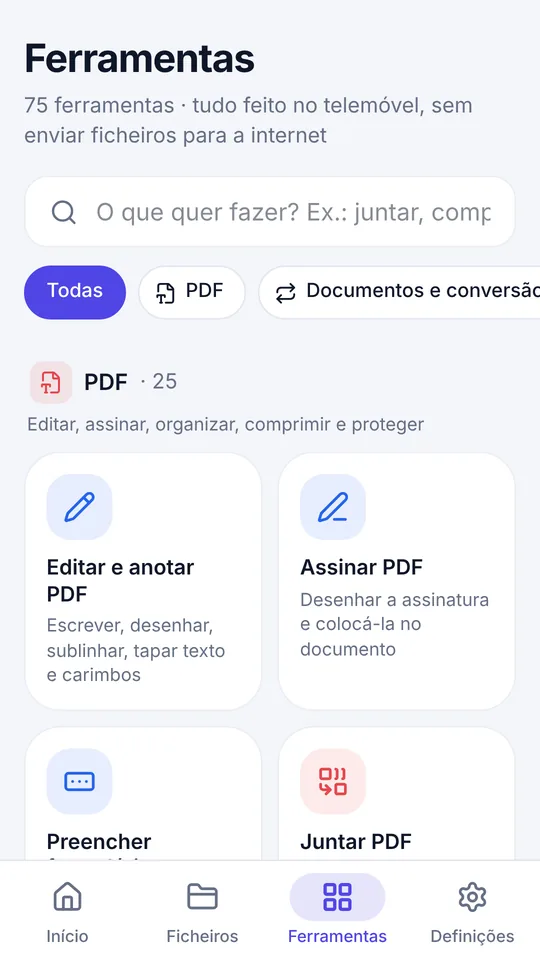 Ferramentas
75 ferramentas · tudo feito no telemóvel, sem
enviar ficheiros para a internet
O que quer fazer? Ex.: juntar, comp
Todas
PDF
Documentos e conversão
PDF · 25
Editar, assinar, organizar, comprimir e proteger
Editar e anotar
PDF
Escrever, desenhar,
sublinhar, tapar texto
e carimbos
Assinar PDF
Desenhar a assinatura
e colocá-la no
documento
Preencher
Juntar PDF
Início
Ficheiros
Ferramentas
Definições